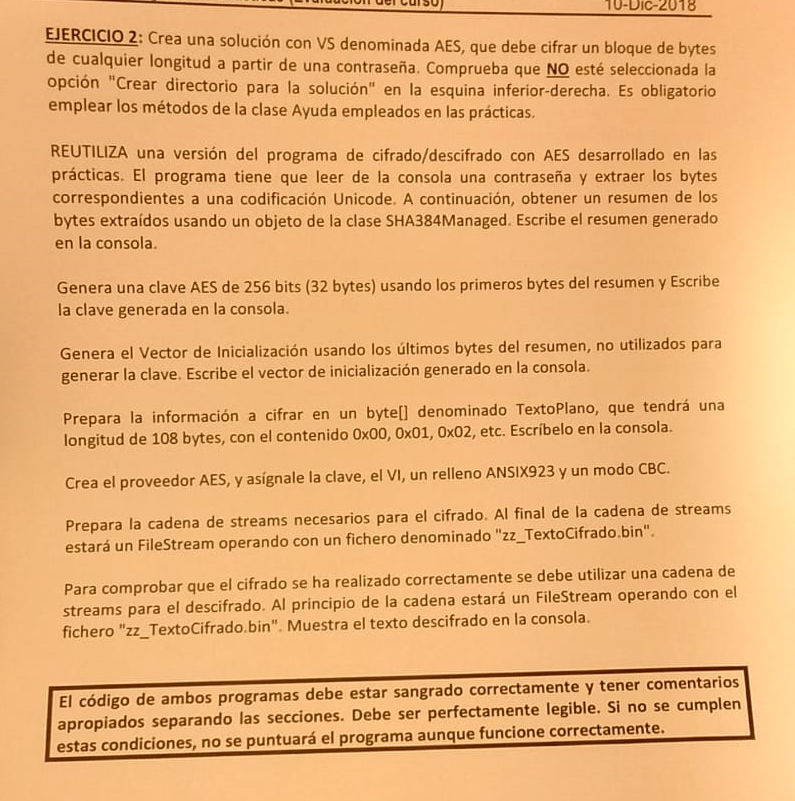 (Evaluación del curso)
10-Dic-2018
EJERCICIO 2: Crea una solución con VS denominada AES, que debe cifrar un bloque de bytes
de cualquier longitud a partir de una contraseña. Comprueba que NO esté seleccionada la
opción "Crear directorio para la solución" en la esquina inferior-derecha. Es obligatorio
emplear los métodos de la clase Ayuda empleados en las prácticas.
REUTILIZA una versión del programa de cifrado/descifrado con AES desarrollado en las
prácticas. El programa tiene que leer de la consola una contraseña y extraer los bytes
correspondientes a una codificación Unicode. A continuación, obtener un resumen de los
bytes extraídos usando un objeto de la clase SHA384Managed. Escribe el resumen generado
en la consola.
Genera una clave AES de 256 bits (32 bytes) usando los primeros bytes del resumen y Escribe
la clave generada en la consola.
Genera el Vector de Inicialización usando los últimos bytes del resumen, no utilizados para
generar la clave. Escribe el vector de inicialización generado en la consola.
Prepara la información a cifrar en un byte[] denominado TextoPlano, que tendrá una
longitud de 108 bytes, con el contenido 0x00, 0x01, 0x02, etc. Escríbelo en la consola.
Crea el proveedor AES, y asígnale la clave, el VI, un relleno ANSIX923 y un modo CBC.
Prepara la cadena de streams necesarios para el cifrado. Al final de la cadena de streams
estará un FileStream operando con un fichero denominado "zz_TextoCifrado.bin".
Para comprobar que el cifrado se ha realizado correctamente se debe utilizar una cadena de
streams para el descifrado. Al principio de la cadena estará un FileStream operando con el
fichero "zz_TextoCifrado.bin". Muestra el texto descifrado en la consola.
El código de ambos programas debe estar sangrado correctamente y tener comentarios
apropiados separando las secciones. Debe ser perfectamente legible. Si no se cumplen
estas condiciones, no se puntuará el programa aunque funcione correctamente.